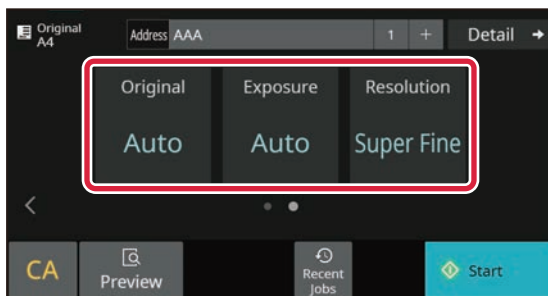 Original
A4
Address AAA 1 + Detail
Original Exposure Resolution
Auto Auto Super Fine
CA Preview Recent Jobs Start